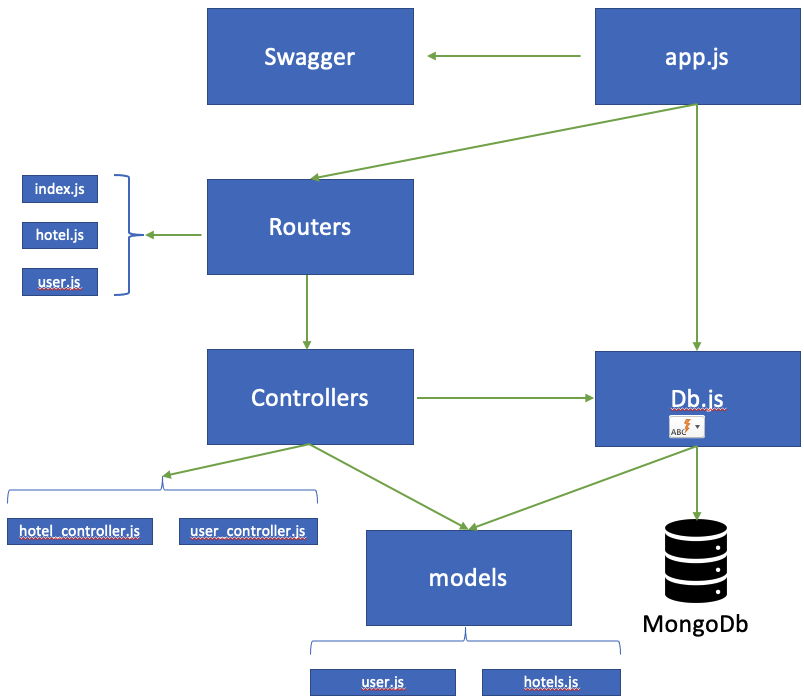 Swagger
app.js
index.js
hotel.js
user.js
Routers
Controllers
Db.js
ABC
hotel_controller.js
user_controller.js
models
MongoDb
user.js
hotels.js